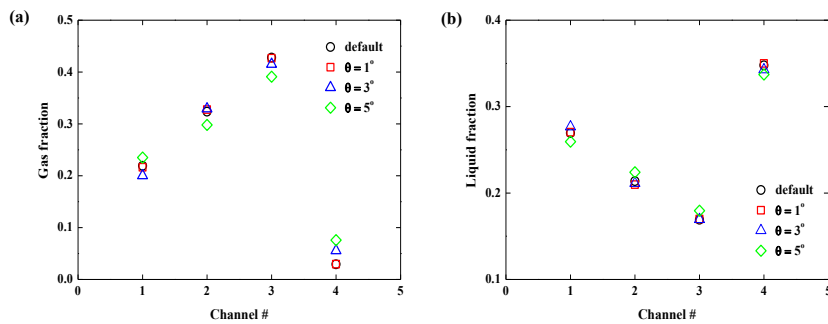 (a)
0.5
0.4
0.3
0.2
0.1
0.0
Gas fraction
default
θ = 1°
θ = 3°
θ = 5°
0 1 2 3 4 5
Channel #
(b)
0.4
0.3
0.2
0.1
Liquid fraction
default
θ = 1°
θ = 3°
θ = 5°
0 1 2 3 4 5
Channel #